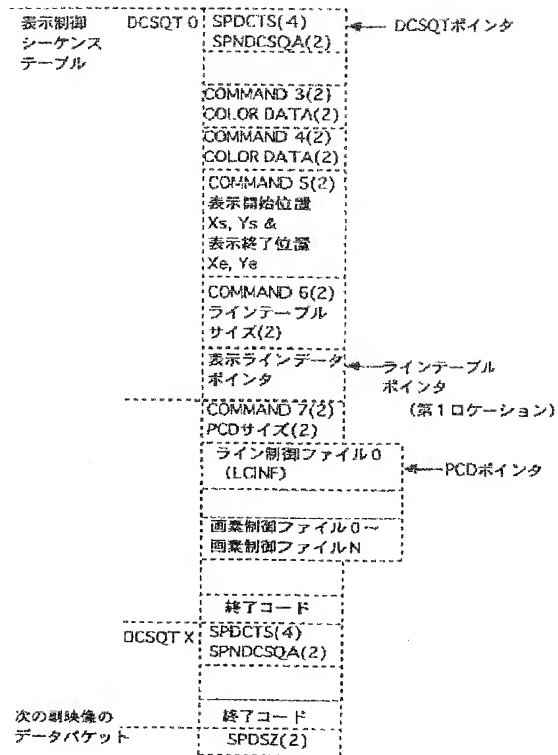 表示制御
シーケンス
テーブル
DCSQT 0
SPDCTS(4)
SPNDCSQA(2)
DCSQTポインタ
COMMAND 3(2)
COLOR DATA(2)
COMMAND 4(2)
COLOR DATA(2)
COMMAND 5(2)
表示開始位置
Xs, Ys &
表示終了位置
Xe, Ye
COMMAND 6(2)
ラインテーブル
サイズ(2)
表示ラインデータ
ポインタ
ラインテーブル
ポインタ
(第1ロケーション)
COMMAND 7(2)
PCDサイズ(2)
ライン制御ファイル0
(LCINF)
PCDポインタ
画素制御ファイル0〜
画素制御ファイルN
終了コード
DCSQT X
SPDCTS(4)
SPNDCSQA(2)
次の副映像の
データパケット
終了コード
SPDSZ(2)